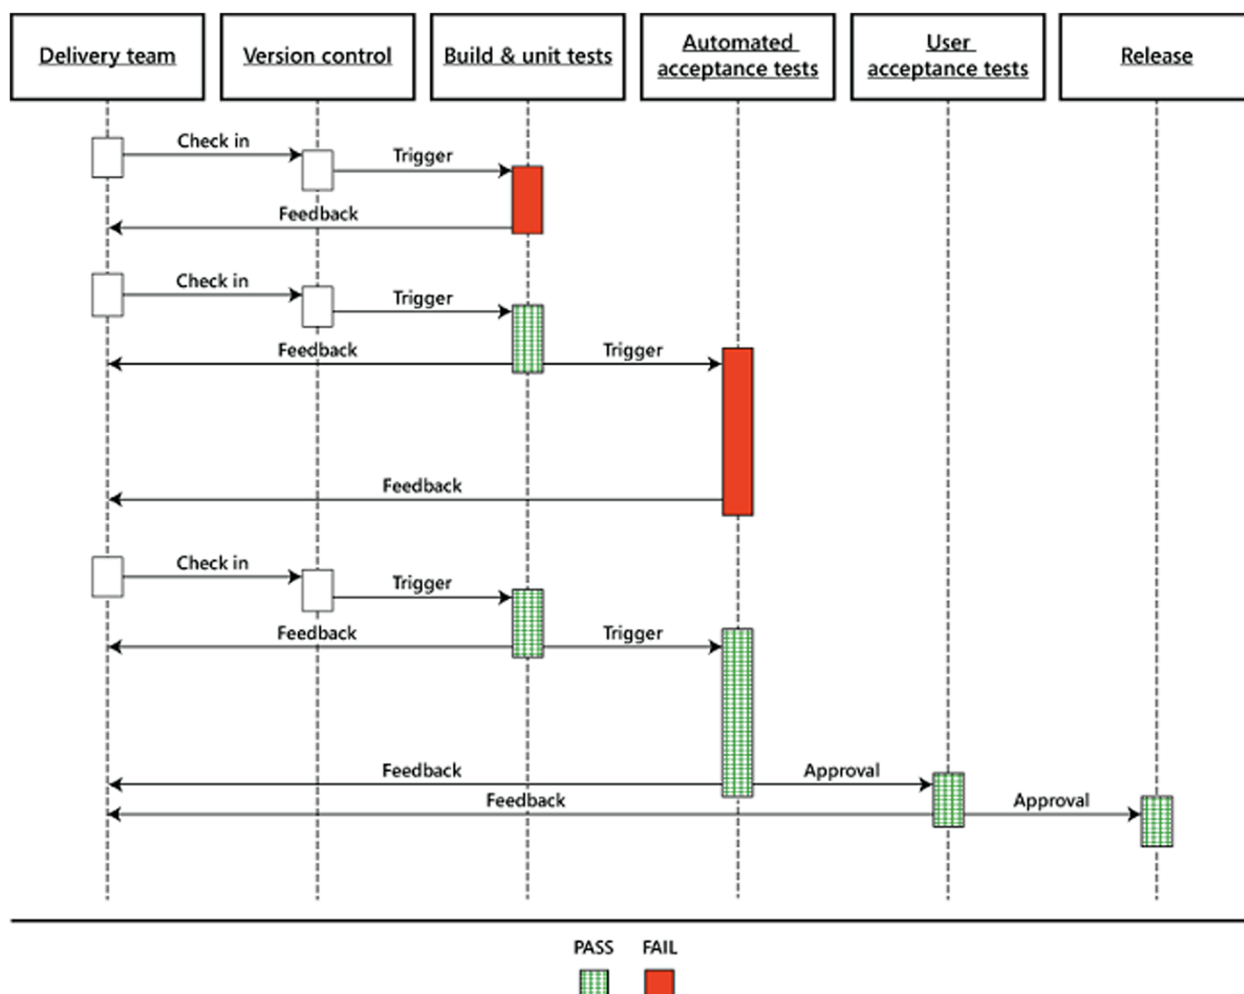 Delivery team
Version control
Build & unit tests
Automated
acceptance tests
User
acceptance tests
Release
Check in
Trigger
Feedback
Check in
Trigger
Feedback
Trigger
Feedback
Check in
Trigger
Feedback
Trigger
Feedback
Approval
Feedback
Approval
PASS
FAIL